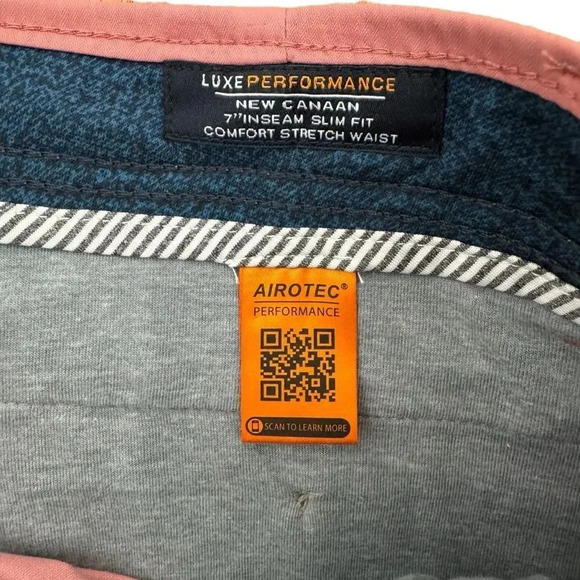 LUXE PERFORMANCE
NEW CANAAN
7" INSEAM SLIM FIT
COMFORT STRETCH WAIST
AIROTEC®
PERFORMANCE
SCAN TO LEARN MORE